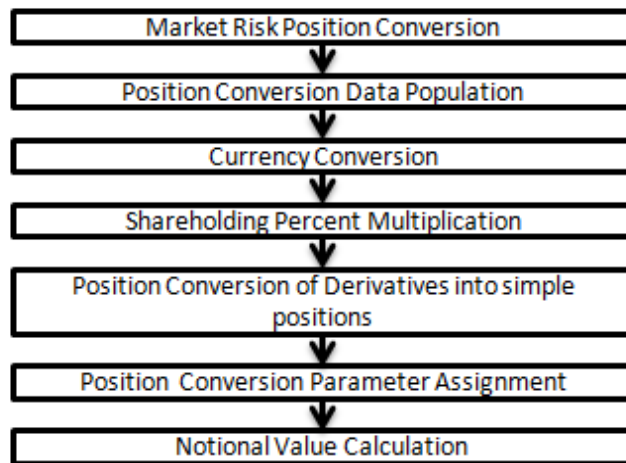 Market Risk Position Conversion
Position Conversion Data Population
Currency Conversion
Shareholding Percent Multiplication
Position Conversion of Derivatives into simple
positions
Position  Conversion Parameter Assignment
Notional Value Calculation